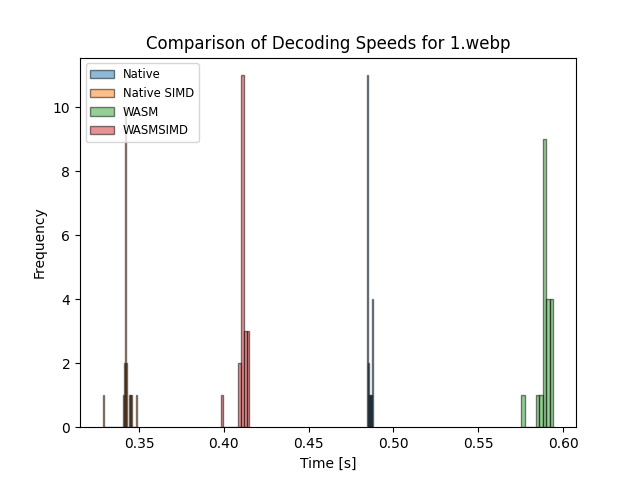 Comparison of Decoding Speeds for 1.webp
Native
Native SIMD
WASM
WASMSIMD
Frequency
10
8
6
4
2
0
0.35 0.40 0.45 0.50 0.55 0.60
Time [s]